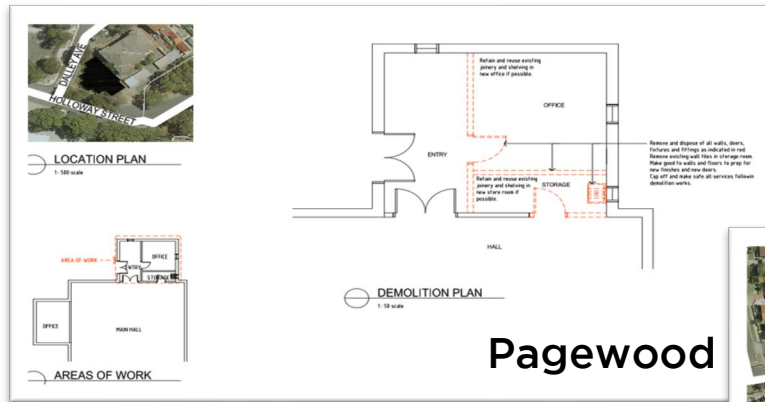 DALLEY AVE
HOLLOWAY STREET
LOCATION PLAN
1:500 scale
AREA OF WORK
OFFICE
ENTRY
STORAGE
OFFICE
MAIN HALL
AREAS OF WORK
Retain and reuse existing
joinery and shelving in
new office if possible.
OFFICE
ENTRY
Retain and reuse existing
joinery and shelving in
new store room if
possible.
STORAGE
Remove and dispose of all walls, doors,
fixtures and fittings as indicated in red
Remove existing wall tiles in storage room
Make good to walls and floors to prep for
new finishes and new doors.
Cap off and make safe all services followin
demolition works.
HALL
DEMOLITION PLAN
1:50 scale
Pagewood